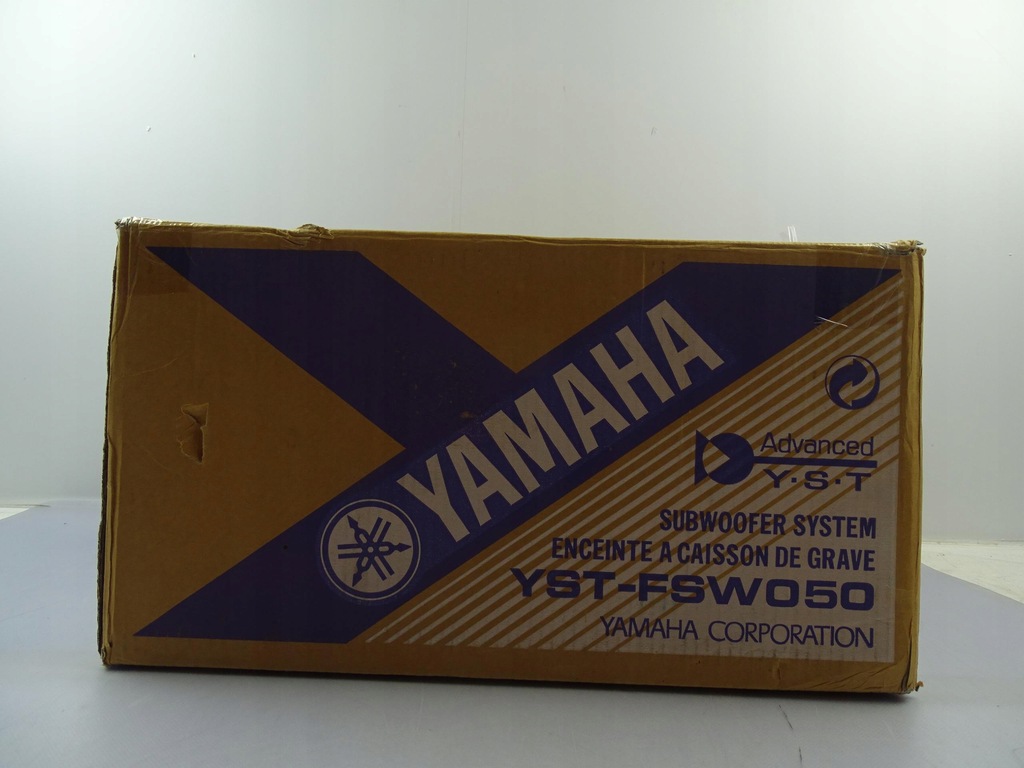 YAMAHA
Advanced
Y·S·T
SUBWOOFER SYSTEM
ENCEINTE A CAISSON DE GRAVE
YST-FSW050
YAMAHA CORPORATION